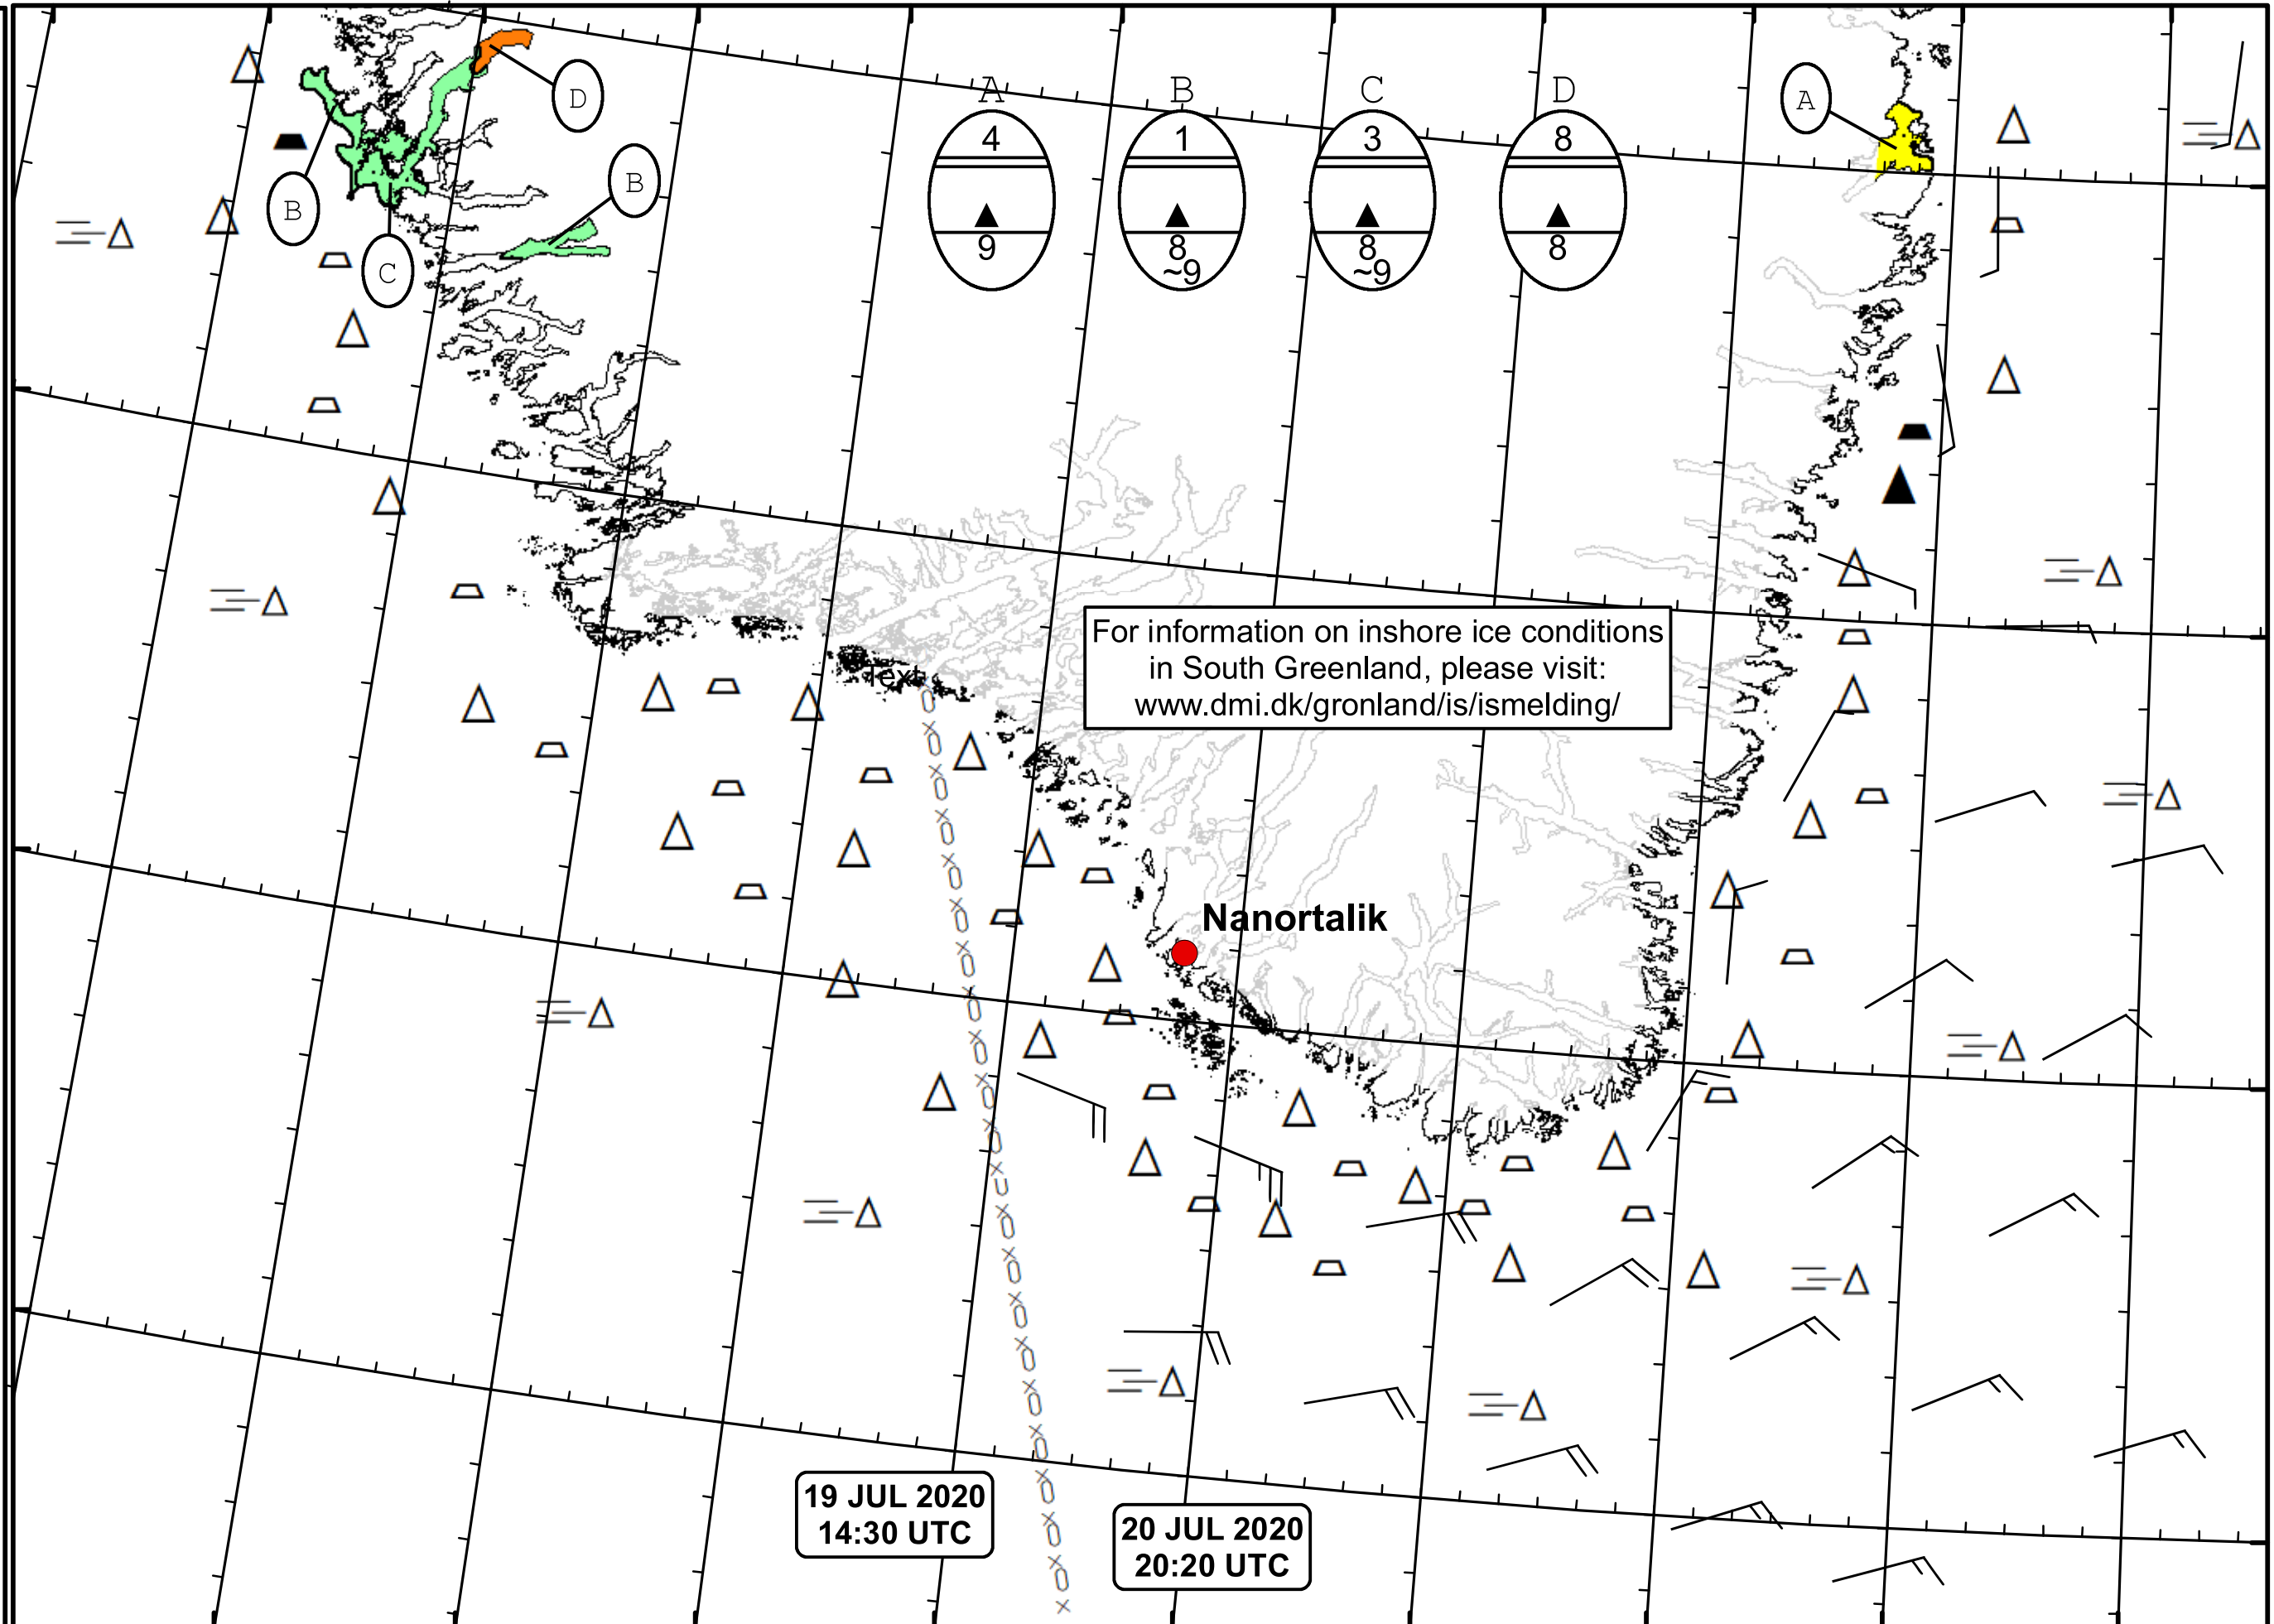 A B C D
4 1 3 8
9 8 8 8
~9 ~9
D
A
B
B
C
For information on inshore ice conditions
in South Greenland, please visit:
www.dmi.dk/gronland/is/ismelding/
Text
Nanortalik
19 JUL 2020
14:30 UTC
20 JUL 2020
20:20 UTC